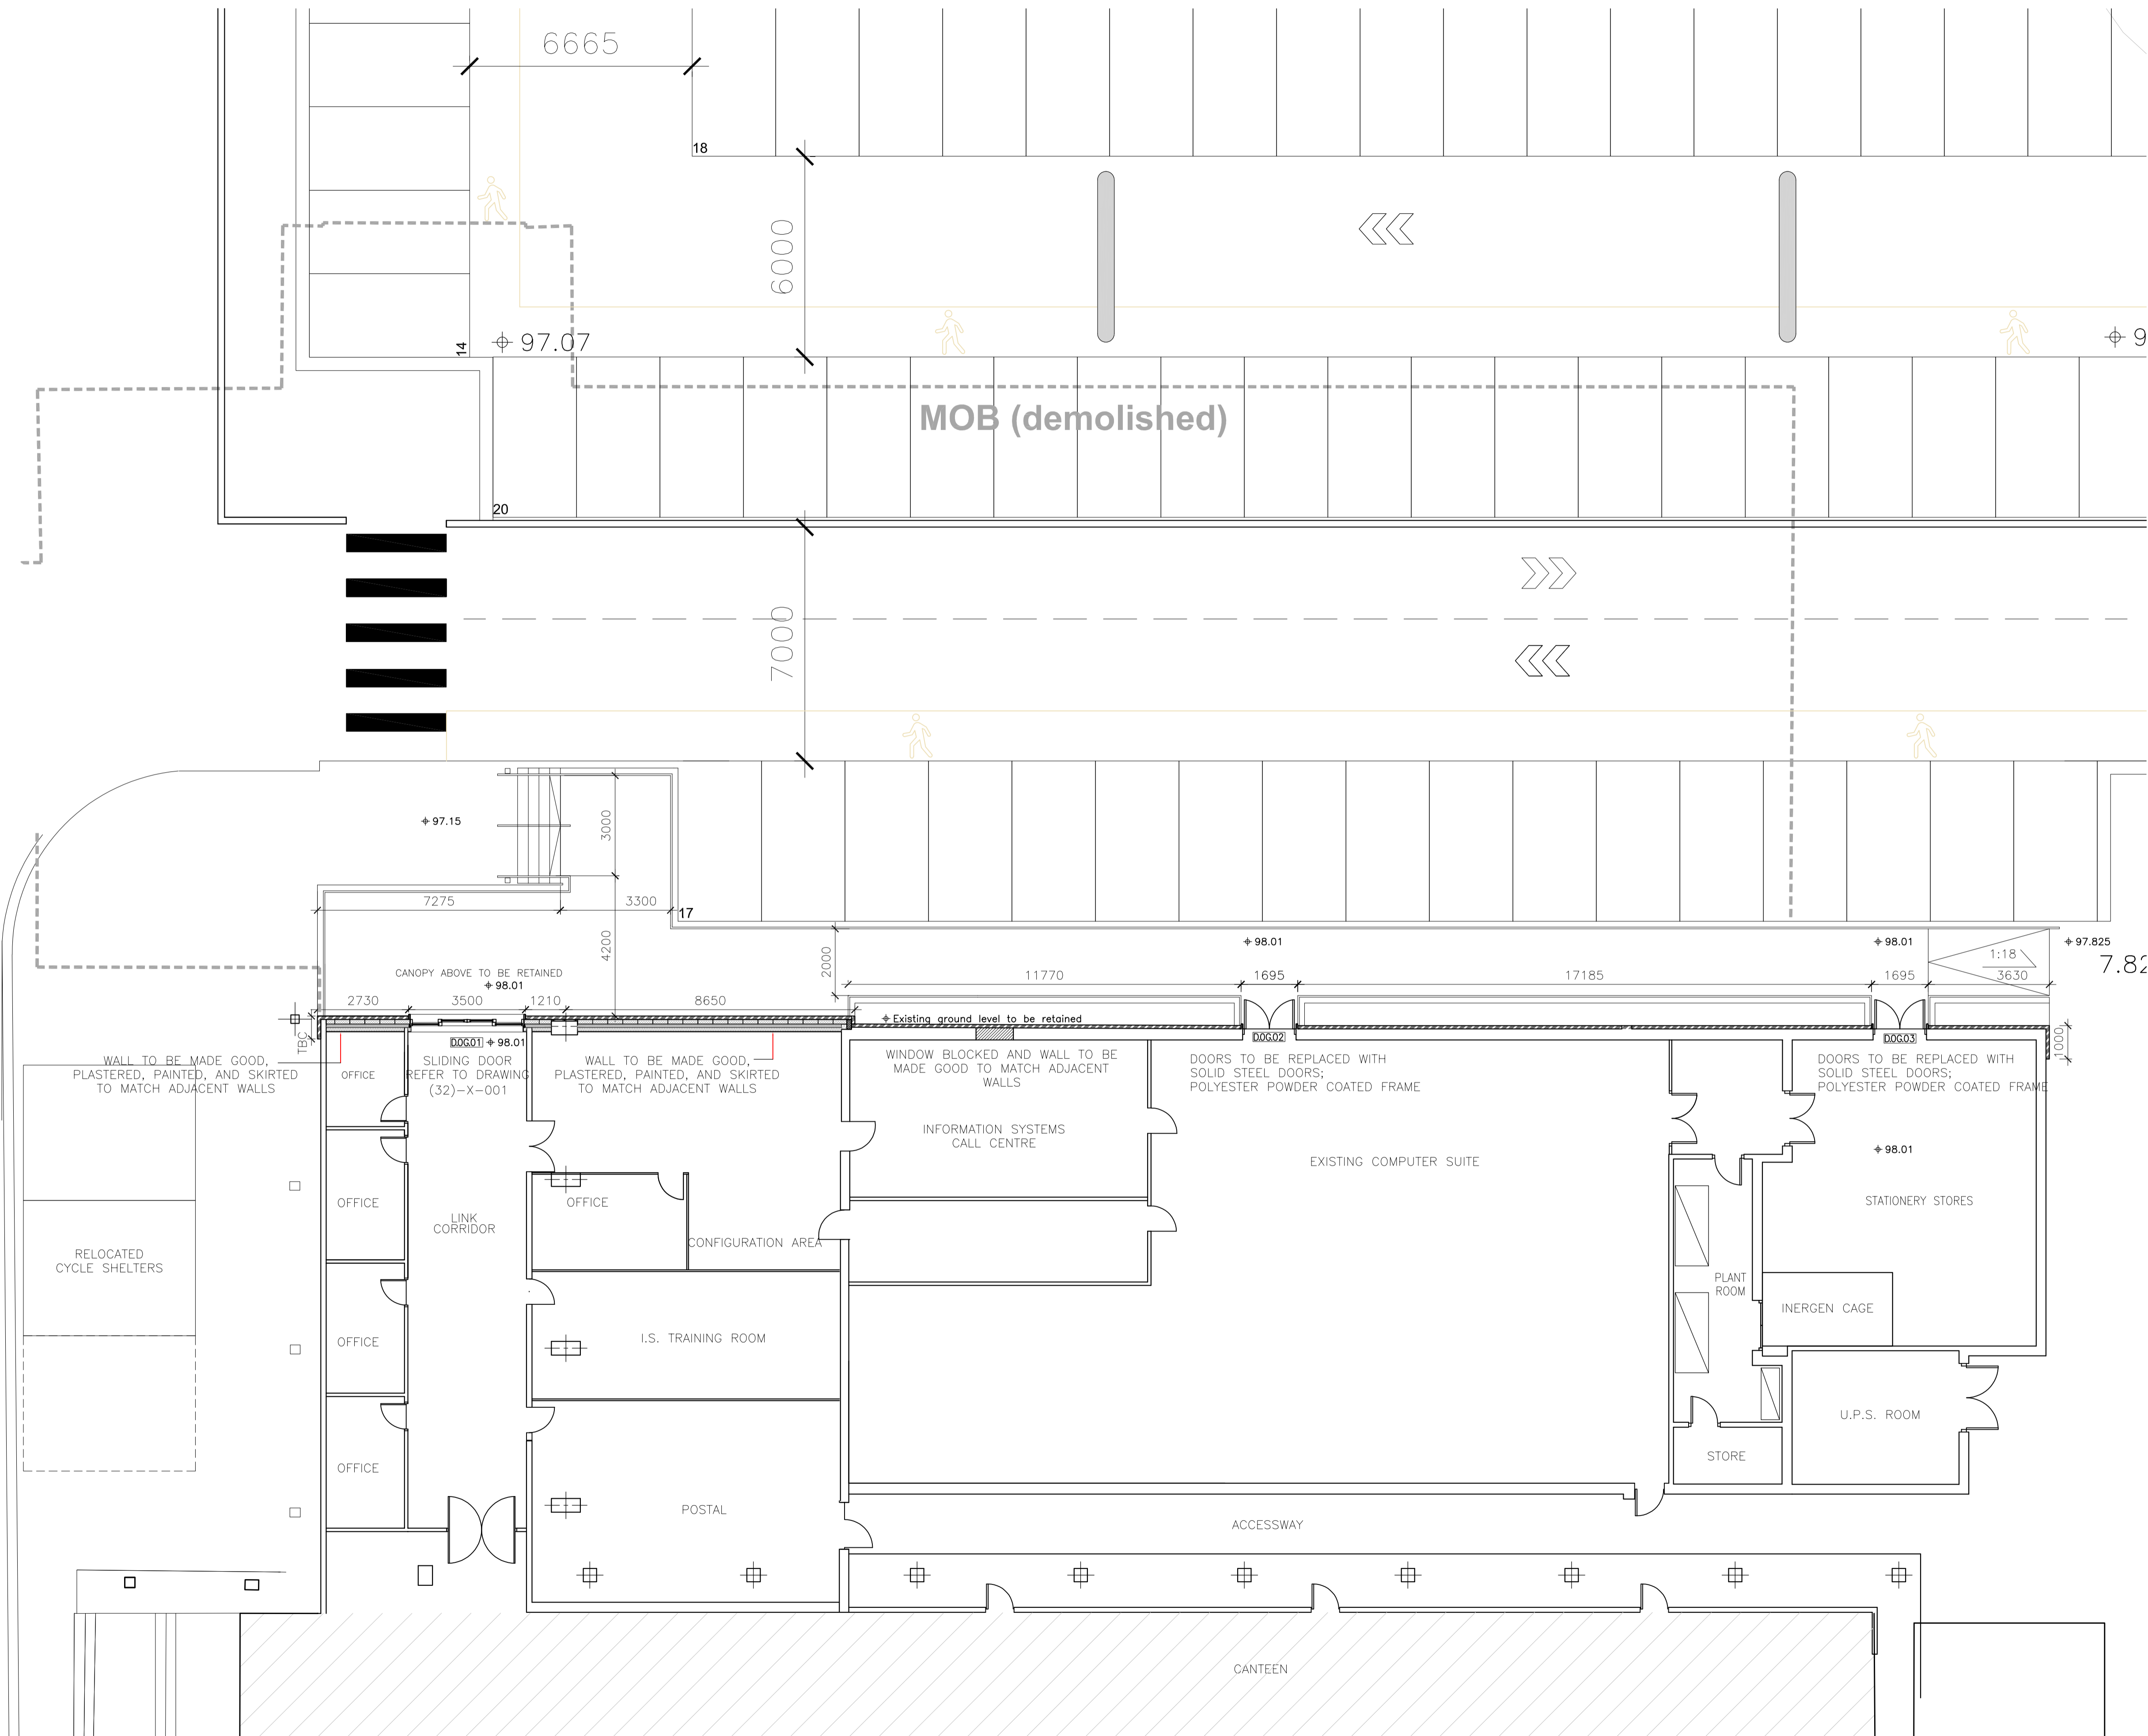 6665
18
6000
14
97.07
9
MOB (demolished)
20
7000
97.15
3000
7275
3300
17
4200
2000
98.01
98.01
97.825
1:18
7.82
11770
1695
17185
1695
3630
CANOPY ABOVE TO BE RETAINED
98.01
2730
3500
1210
8650
Existing ground level to be retained
TBC
D.0G.01
98.01
D.0G.02
D.0G.03
1000
WALL TO BE MADE GOOD,
PLASTERED, PAINTED, AND SKIRTED
TO MATCH ADJACENT WALLS
OFFICE
SLIDING DOOR
REFER TO DRAWING
(32)-X-001
WALL TO BE MADE GOOD,
PLASTERED, PAINTED, AND SKIRTED
TO MATCH ADJACENT WALLS
WINDOW BLOCKED AND WALL TO BE
MADE GOOD TO MATCH ADJACENT
WALLS
DOORS TO BE REPLACED WITH
SOLID STEEL DOORS;
POLYESTER POWDER COATED FRAME
DOORS TO BE REPLACED WITH
SOLID STEEL DOORS;
POLYESTER POWDER COATED FRAME
INFORMATION SYSTEMS
CALL CENTRE
EXISTING COMPUTER SUITE
98.01
OFFICE
LINK
CORRIDOR
OFFICE
CONFIGURATION AREA
STATIONERY STORES
RELOCATED
CYCLE SHELTERS
PLANT
ROOM
INERGEN CAGE
OFFICE
I.S. TRAINING ROOM
U.P.S. ROOM
STORE
OFFICE
POSTAL
ACCESSWAY
CANTEEN